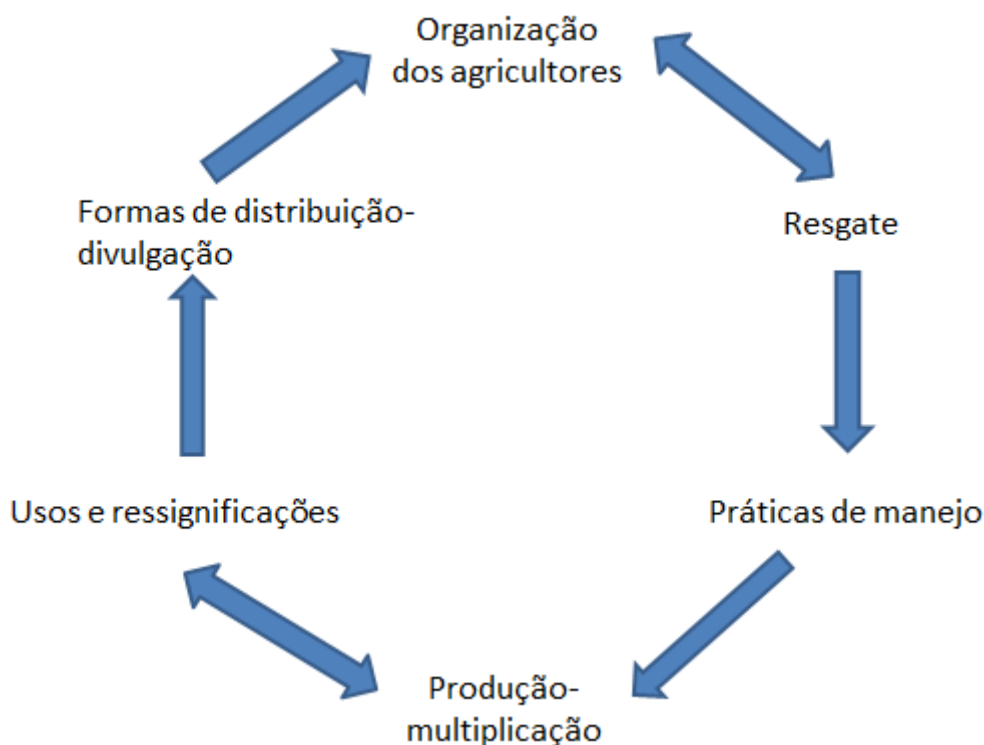 Organização
dos agricultores
Formas de distribuição-
divulgação
Resgate
Usos e ressignificações
Práticas de manejo
Produção-
multiplicação